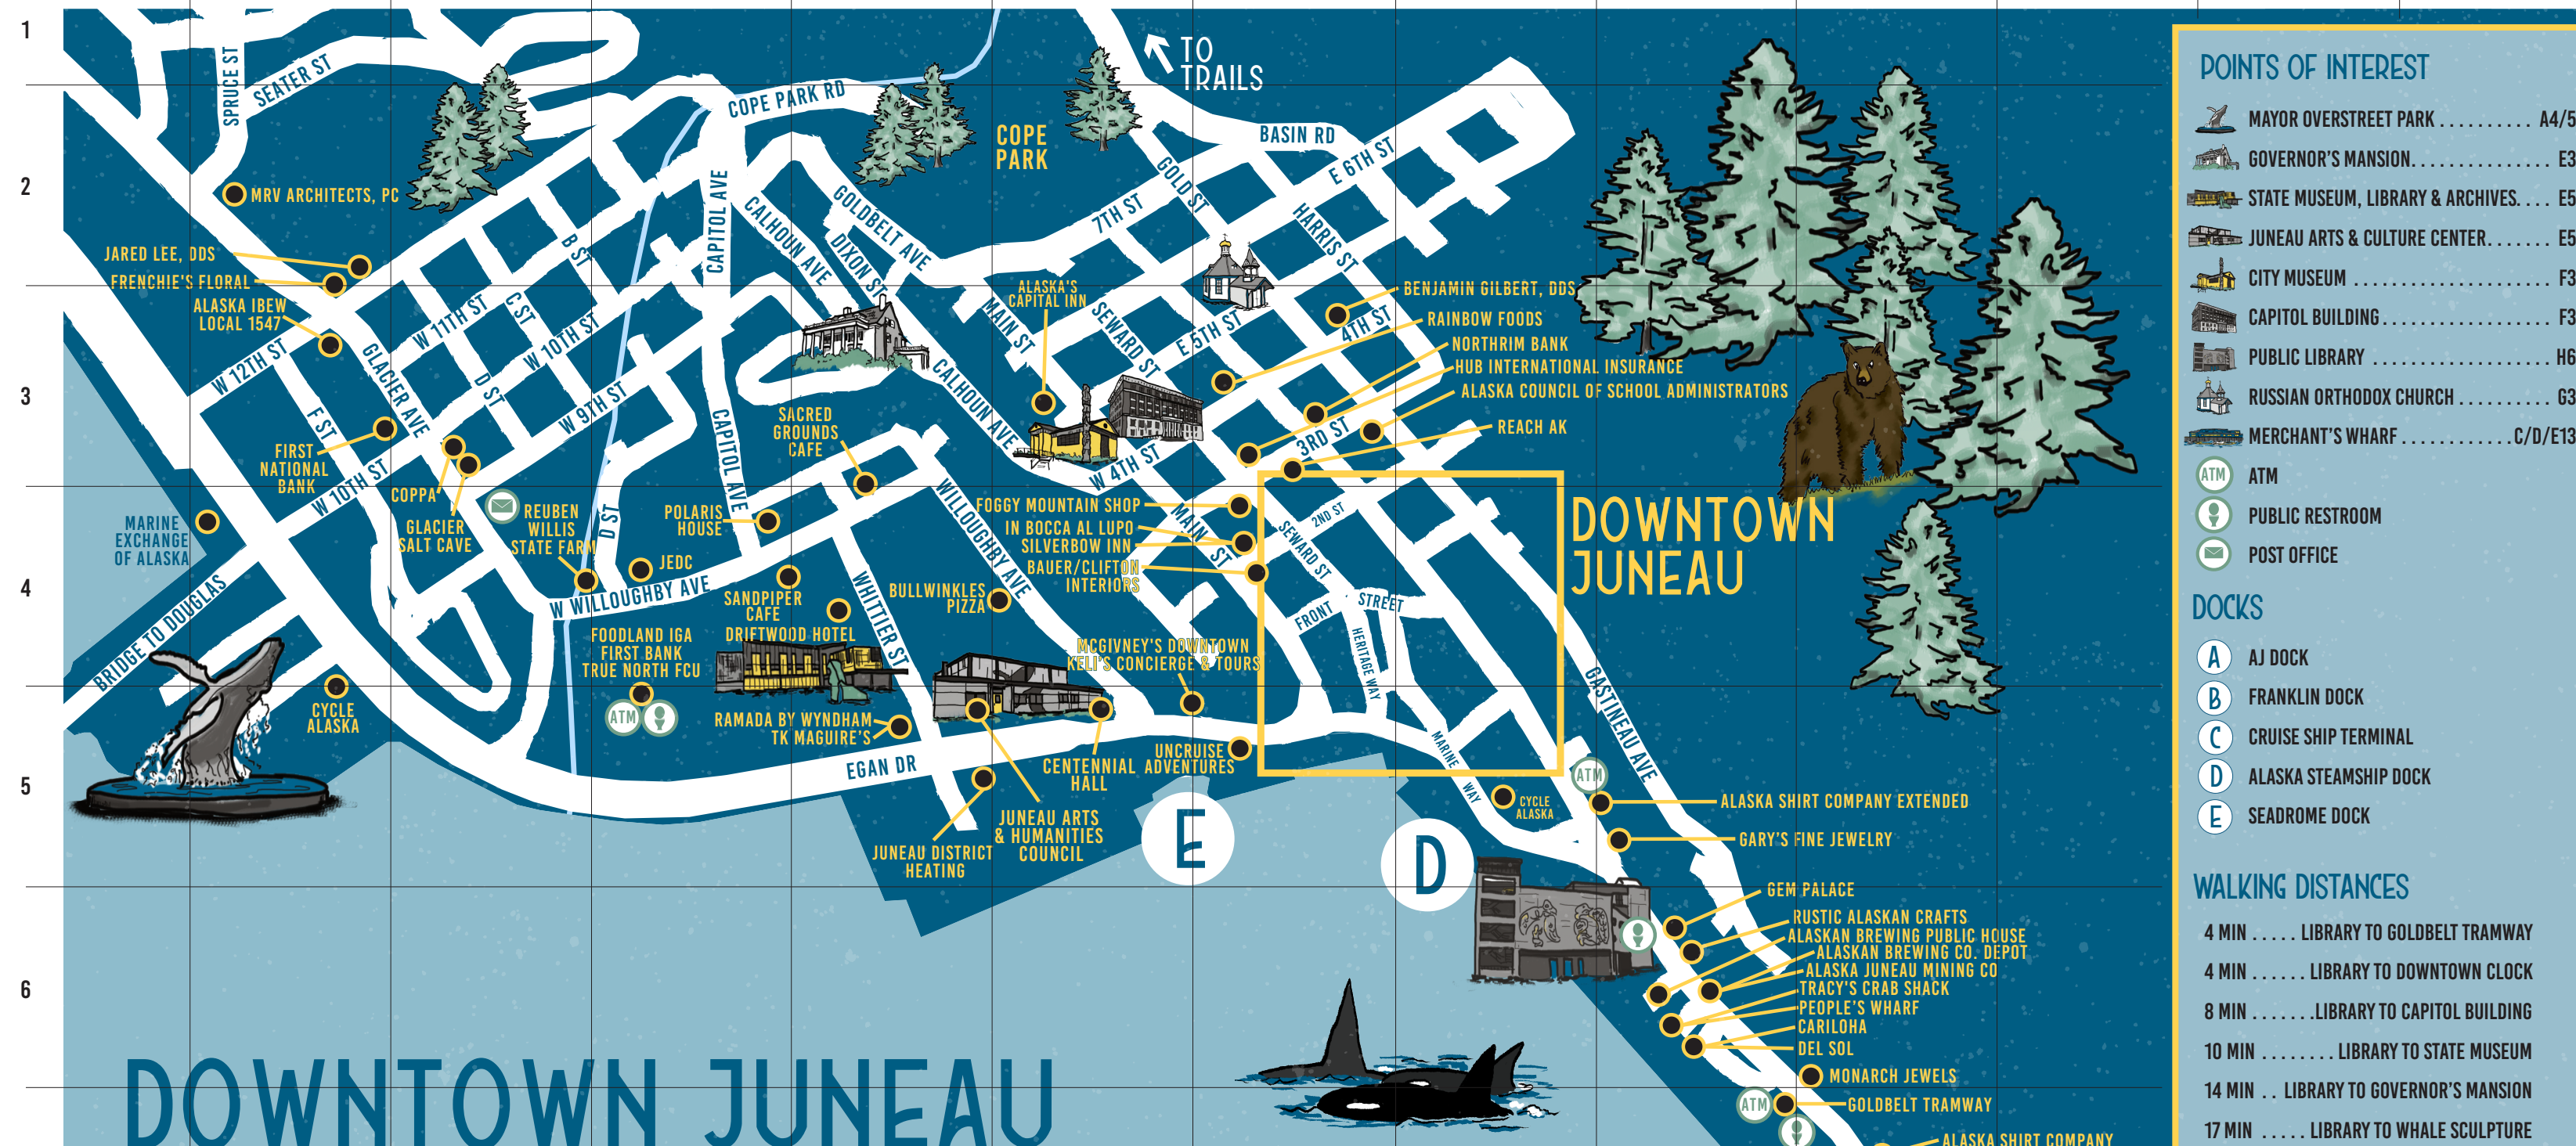 1
2
3
4
5
6
TO
TRAILS
SPRUCE ST
SEATER ST
COPE PARK RD
COPE
PARK
BASIN RD
E 6TH ST
GOLD ST
7TH ST
HARRIS ST
MRV ARCHITECTS, PC
B ST
CAPITOL AVE
CALHOUN AVE
GOLDBELT AVE
DIXON ST
JARED LEE, DDS
FRENCHIE'S FLORAL
ALASKA IBEW
LOCAL 1547
W 12TH ST
GLACIER AVE
W 11TH ST
C ST
W 10TH ST
D ST
W 9TH ST
F ST
MAIN ST
ALASKA'S
CAPITAL INN
SEWARD ST
E 5TH ST
4TH ST
BENJAMIN GILBERT, DDS
RAINBOW FOODS
NORTHRIM BANK
HUB INTERNATIONAL INSURANCE
ALASKA COUNCIL OF SCHOOL ADMINISTRATORS
REACH AK
3RD ST
CALHOUN AVE
W 4TH ST
CAPITOL AVE
SACRED
GROUNDS
CAFE
FIRST
NATIONAL
BANK
W 10TH ST
COPPA
GLACIER
SALT CAVE
REUBEN
WILLIS
STATE FARM
D ST
POLARIS
HOUSE
JEDC
MARINE
EXCHANGE
OF ALASKA
BRIDGE TO DOUGLAS
W WILLOUGHBY AVE
SANDPIPER
CAFE
DRIFTWOOD HOTEL
WHITTIER ST
WILLOUGHBY AVE
BULLWINKLES
PIZZA
FOGGY MOUNTAIN SHOP
IN BOCCA AL LUPO
SILVERBOW INN
BAUER/CLIFTON
INTERIORS
MAIN ST
SEWARD ST
2ND ST
FRONT STREET
HERITAGE WAY
DOWNTOWN
JUNEAU
FOODLAND IGA
FIRST BANK
TRUE NORTH FCU
ATM
MCGIVNEY'S DOWNTOWN
KELI'S CONCIERGE & TOURS
CYCLE
ALASKA
RAMADA BY WYNDHAM
TK MAGUIRE'S
EGAN DR
CENTENNIAL
HALL
UNCRUISE
ADVENTURES
JUNEAU ARTS
& HUMANITIES
COUNCIL
JUNEAU DISTRICT
HEATING
E
D
MARINE WAY
GASTINEAU AVE
ATM
CYCLE
ALASKA
ALASKA SHIRT COMPANY EXTENDED
GARY'S FINE JEWELRY
GEM PALACE
RUSTIC ALASKAN CRAFTS
ALASKAN BREWING PUBLIC HOUSE
ALASKAN BREWING CO. DEPOT
ALASKA JUNEAU MINING CO
TRACY'S CRAB SHACK
PEOPLE'S WHARF
CARILOHA
DEL SOL
MONARCH JEWELS
ATM
GOLDBELT TRAMWAY
ALASKA SHIRT COMPANY
DOWNTOWN JUNEAU
POINTS OF INTEREST
MAYOR OVERSTREET PARK .......... A4/5
GOVERNOR'S MANSION............... E3
STATE MUSEUM, LIBRARY & ARCHIVES.... E5
JUNEAU ARTS & CULTURE CENTER....... E5
CITY MUSEUM .................... F3
CAPITOL BUILDING................. F3
PUBLIC LIBRARY .................. H6
RUSSIAN ORTHODOX CHURCH .......... G3
MERCHANT'S WHARF ............C/D/E13
ATM ATM
PUBLIC RESTROOM
POST OFFICE
DOCKS
A AJ DOCK
B FRANKLIN DOCK
C CRUISE SHIP TERMINAL
D ALASKA STEAMSHIP DOCK
E SEADROME DOCK
WALKING DISTANCES
4 MIN ..... LIBRARY TO GOLDBELT TRAMWAY
4 MIN ...... LIBRARY TO DOWNTOWN CLOCK
8 MIN .......LIBRARY TO CAPITOL BUILDING
10 MIN ........ LIBRARY TO STATE MUSEUM
14 MIN .. LIBRARY TO GOVERNOR'S MANSION
17 MIN ..... LIBRARY TO WHALE SCULPTURE